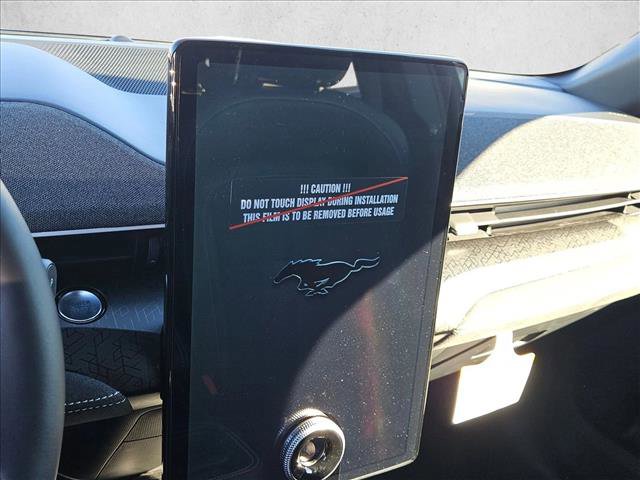 !!! CAUTION !!!
DO NOT TOUCH DISPLAY DURING INSTALLATION
THIS FILM IS TO BE REMOVED BEFORE USAGE